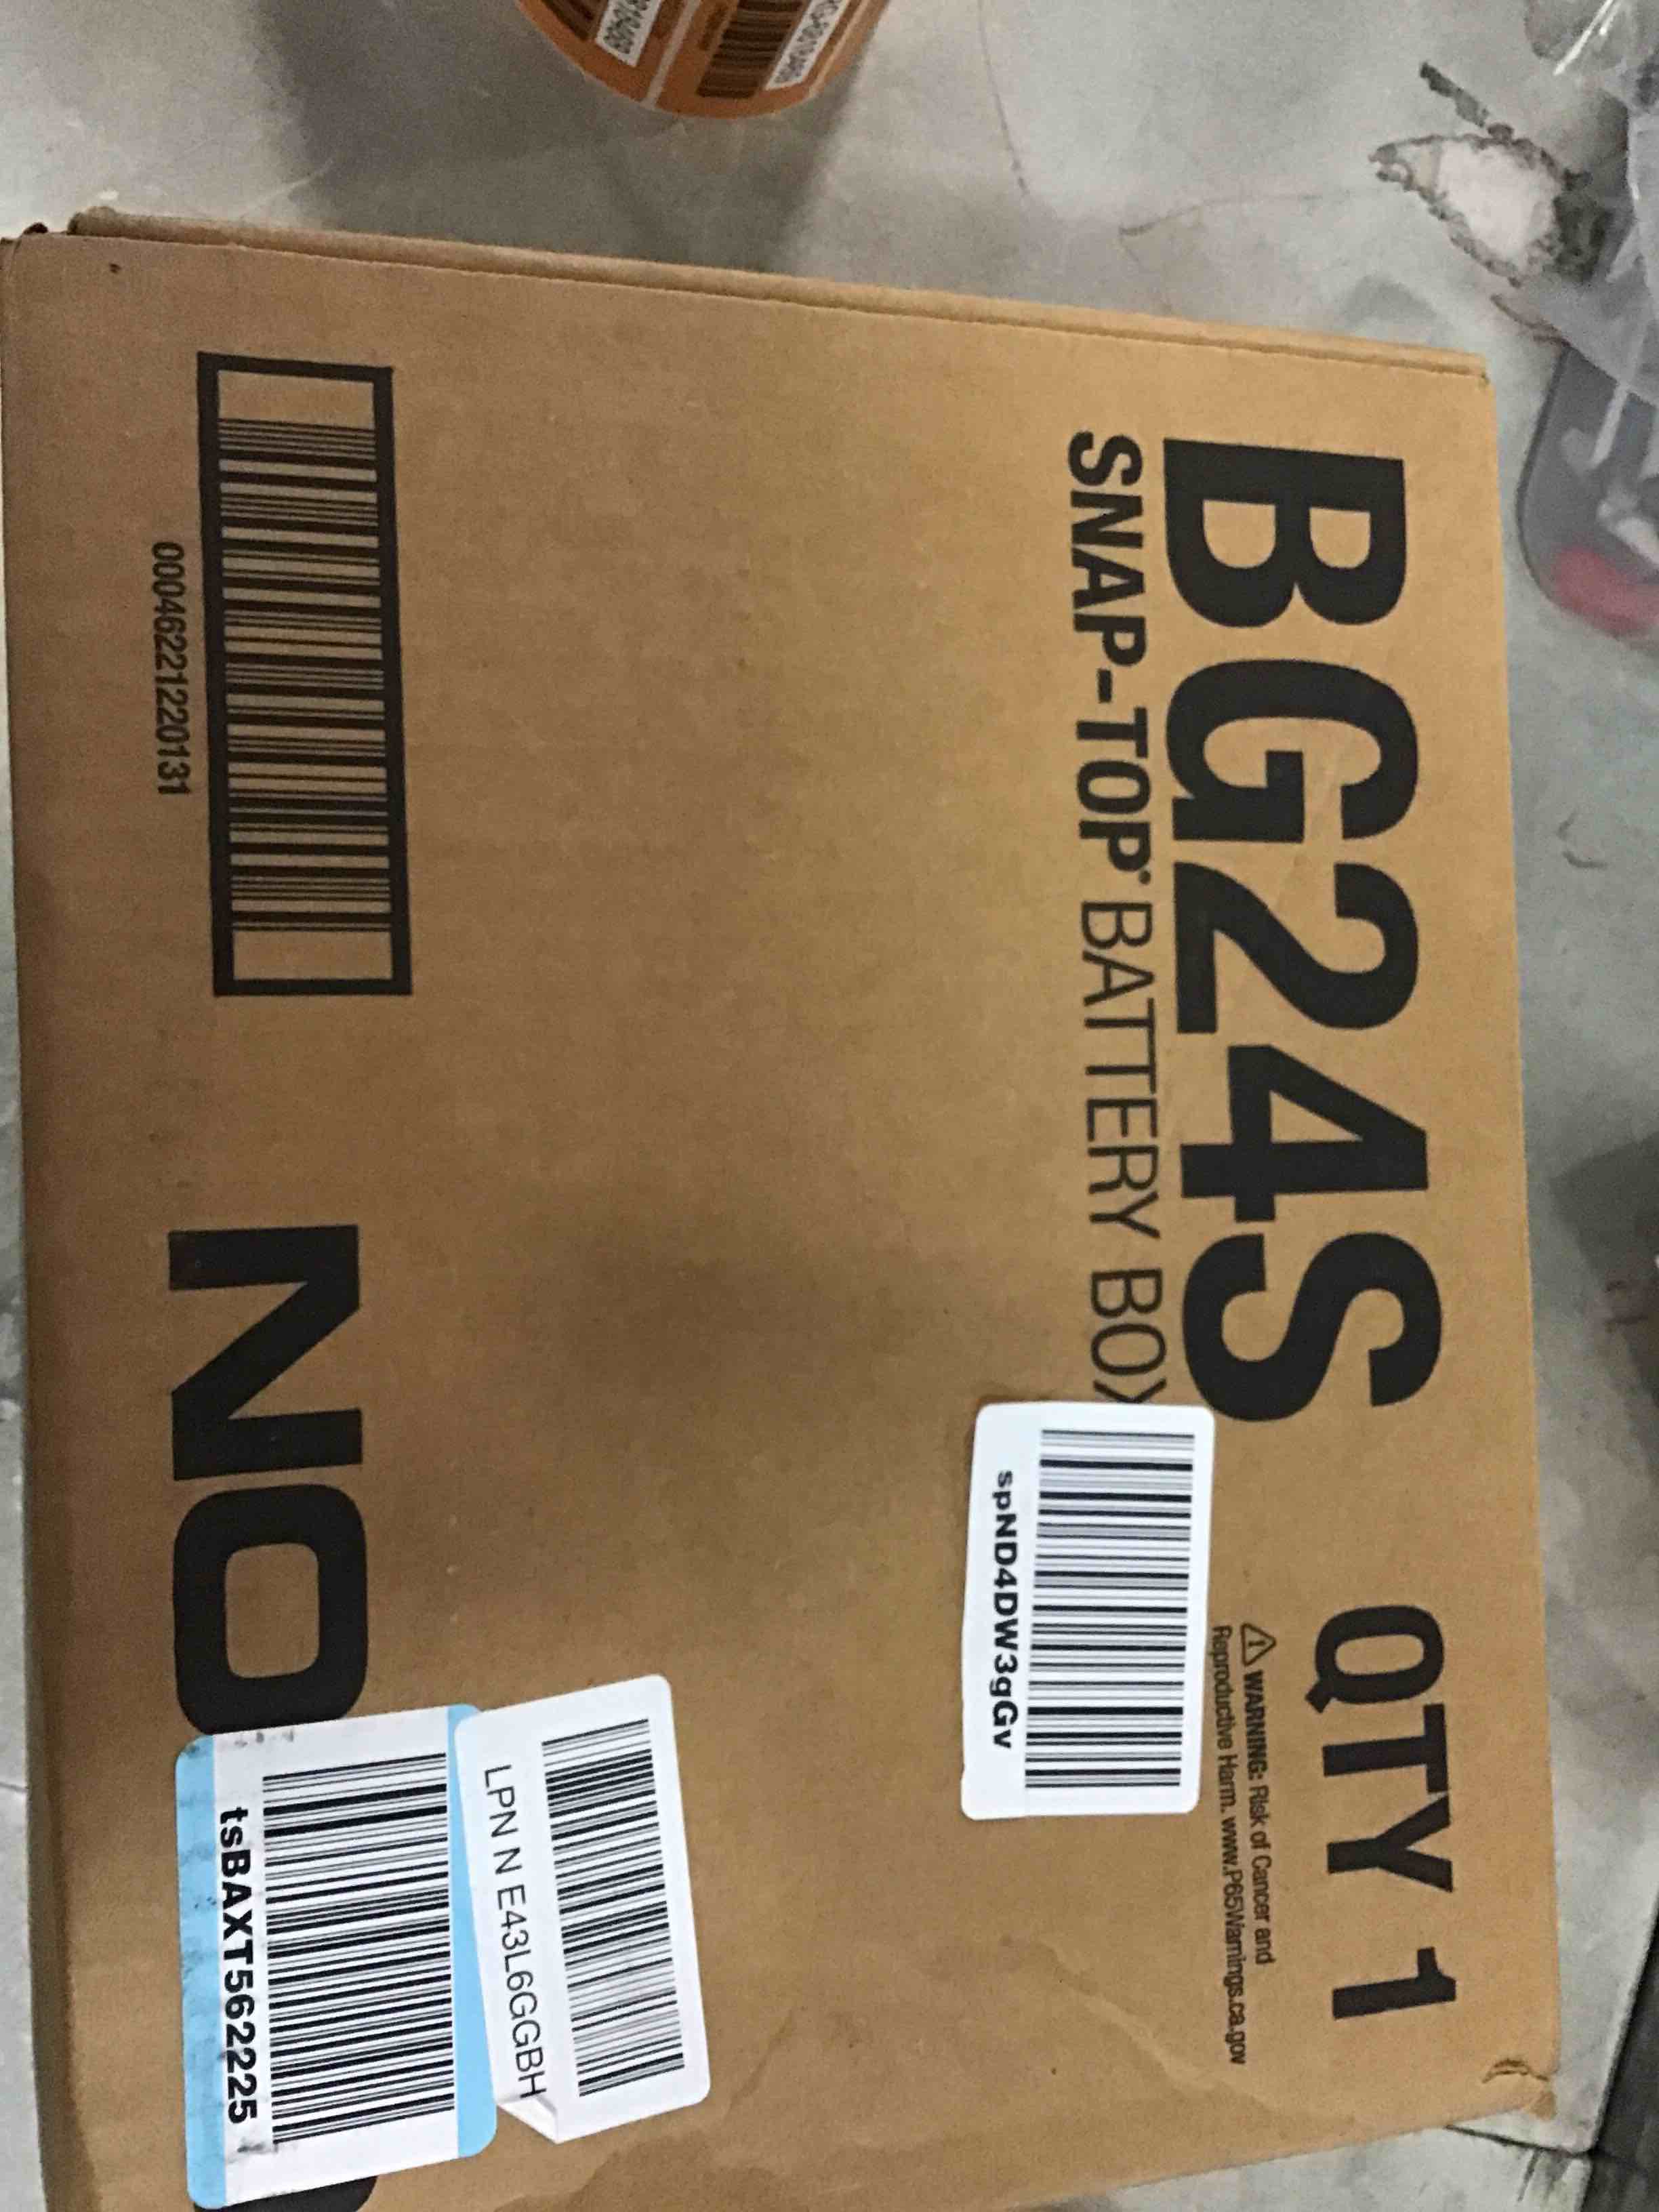 BG24S
QTY 1
SNAP-TOP® BATTERY BOX
WARNING: Risk of Cancer and
Reproductive Harm. www.P65Warnings.ca.gov
spND4DW3gGv
LPN N E43L6GGBH
00046221220131
NO
tsBAXT562225